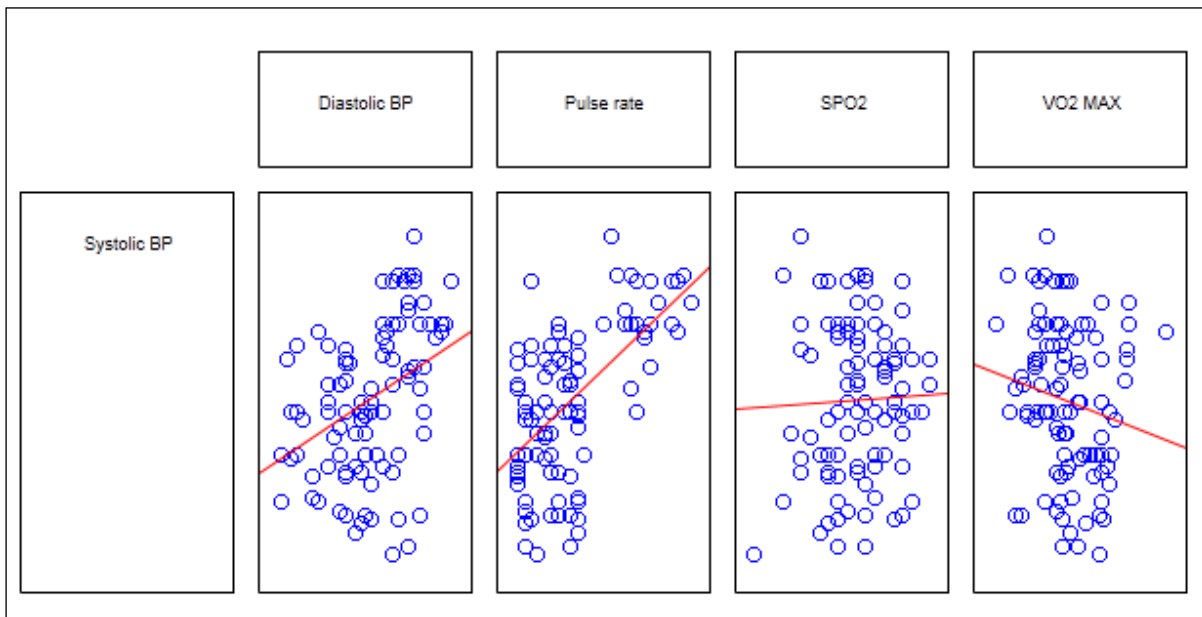 Diastolic BP
Pulse rate
SPO2
VO2 MAX
Systolic BP